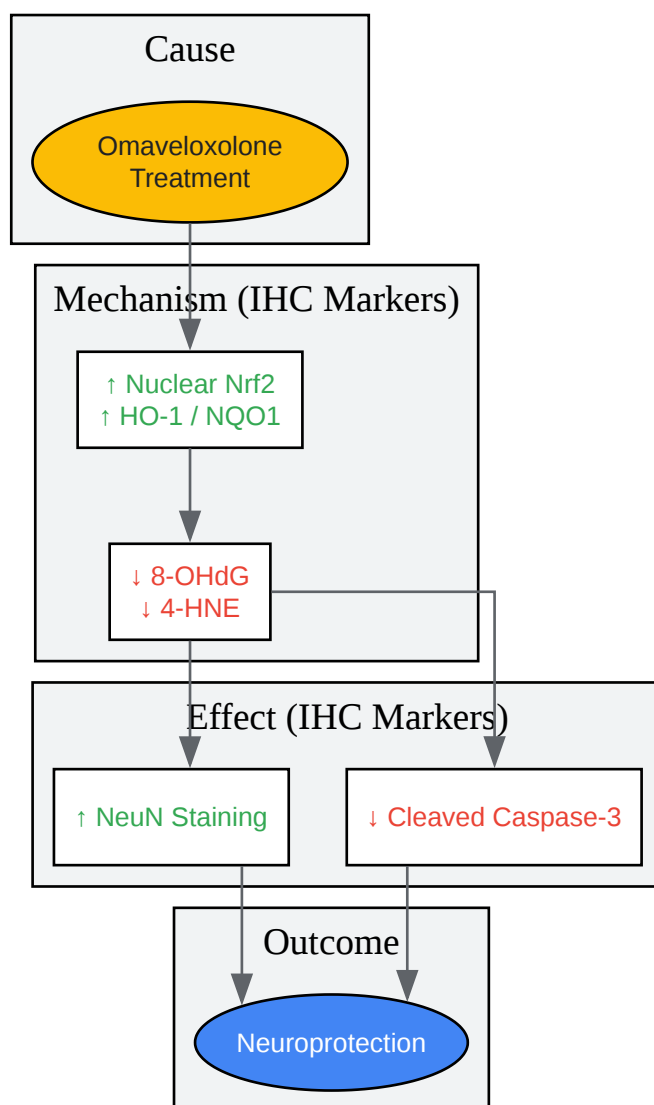 Cause
Omaveloxolone
Treatment
Mechanism (IHC Markers)
↑ Nuclear Nrf2
↑ HO-1 / NQO1
↓ 8-OHdG
↓ 4-HNE
Effect (IHC Markers)
↑ NeuN Staining
↓ Cleaved Caspase-3
Outcome
Neuroprotection